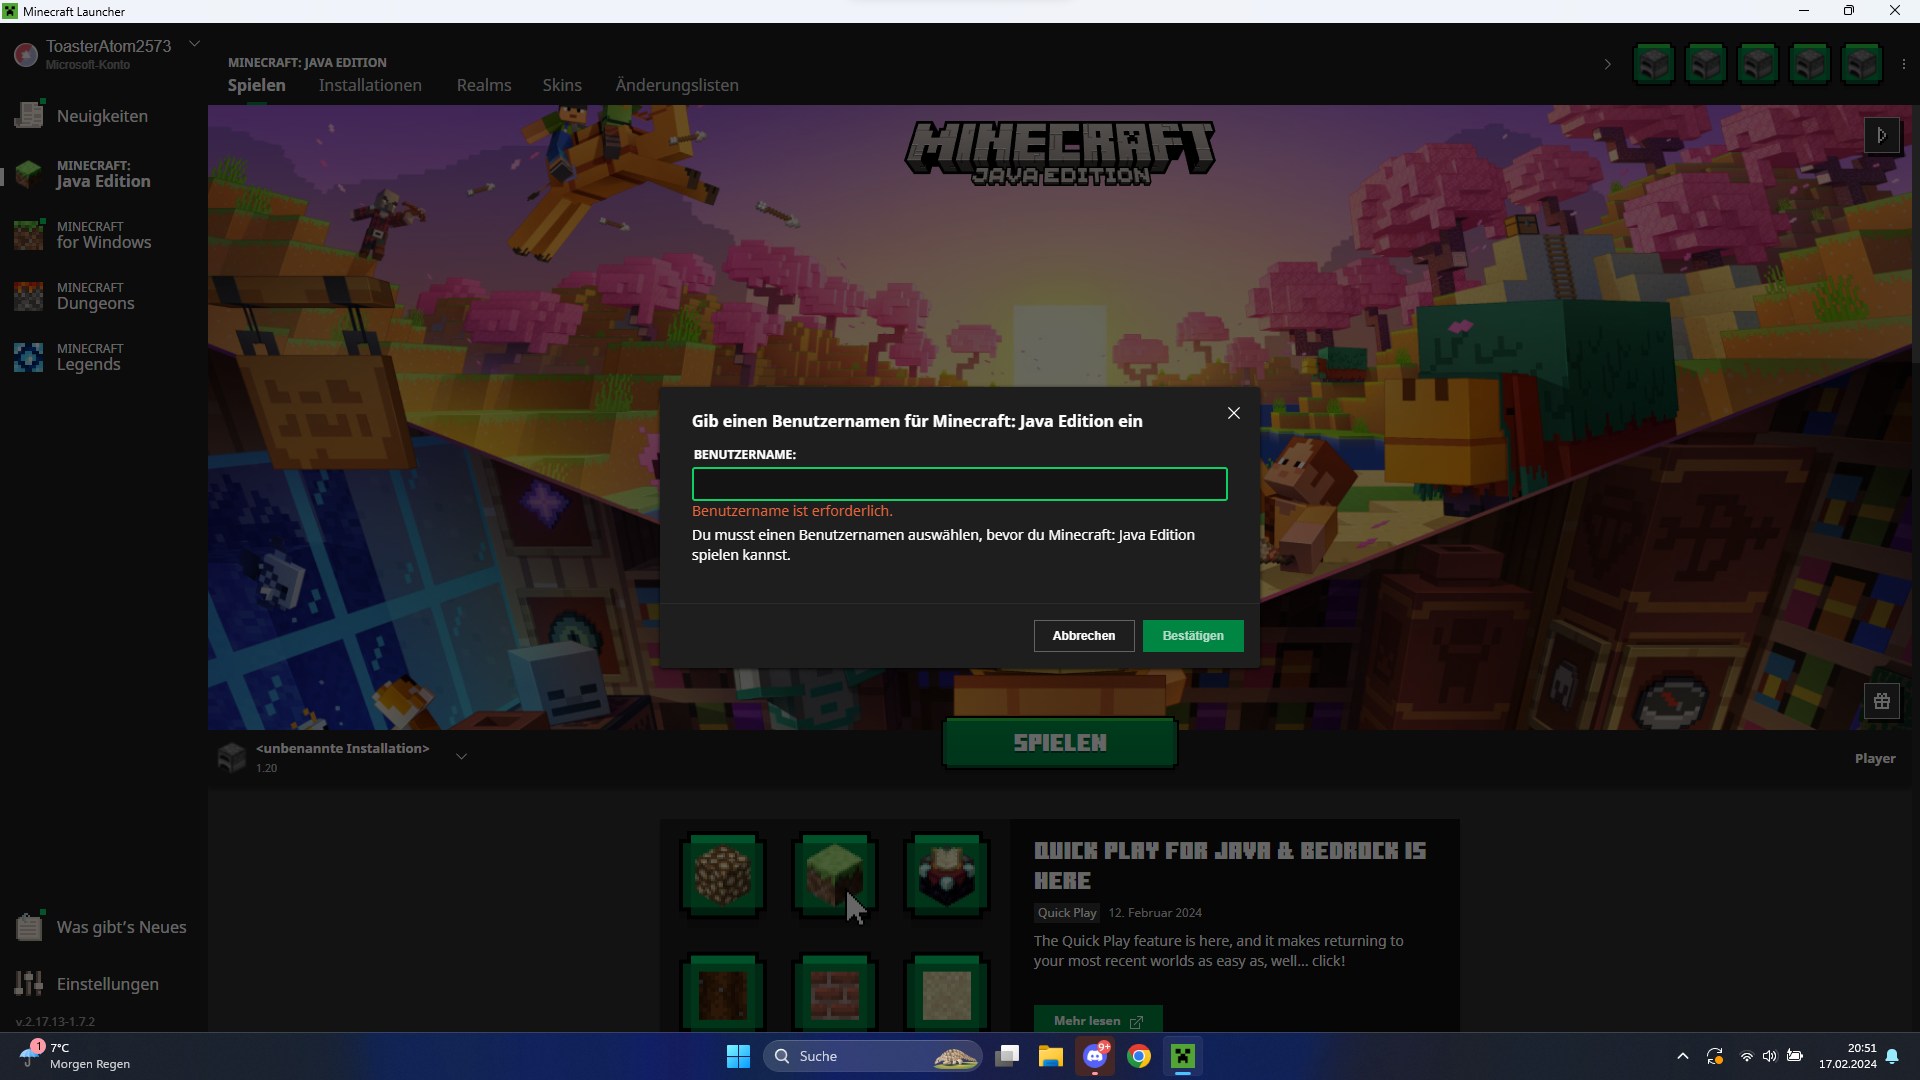 Minecraft Launcher
ToasterAtom2573
Microsoft-Konto
MINECRAFT: JAVA EDITION
Spielen Installationen Realms Skins Änderungslisten
Neuigkeiten
MINECRAFT:
Java Edition
MINECRAFT
for Windows
MINECRAFT
Dungeons
MINECRAFT
Legends
MINECRAFT
JAVA EDITION
Gib einen Benutzernamen für Minecraft: Java Edition ein
BENUTZERNAME:
Benutzername ist erforderlich.
Du musst einen Benutzernamen auswählen, bevor du Minecraft: Java Edition
spielen kannst.
Abbrechen Bestätigen
<unbenannte Installation>
1.20
SPIELEN
Player
QUICK PLAY FOR JAVA & BEDROCK IS
HERE
Quick Play 12. Februar 2024
The Quick Play feature is here, and it makes returning to
your most recent worlds as easy as, well... click!
Mehr lesen
Was gibt's Neues
Einstellungen
v.2.17.13-1.7.2
1
7°C
Morgen Regen
Suche
9+
20:51
17.02.2024